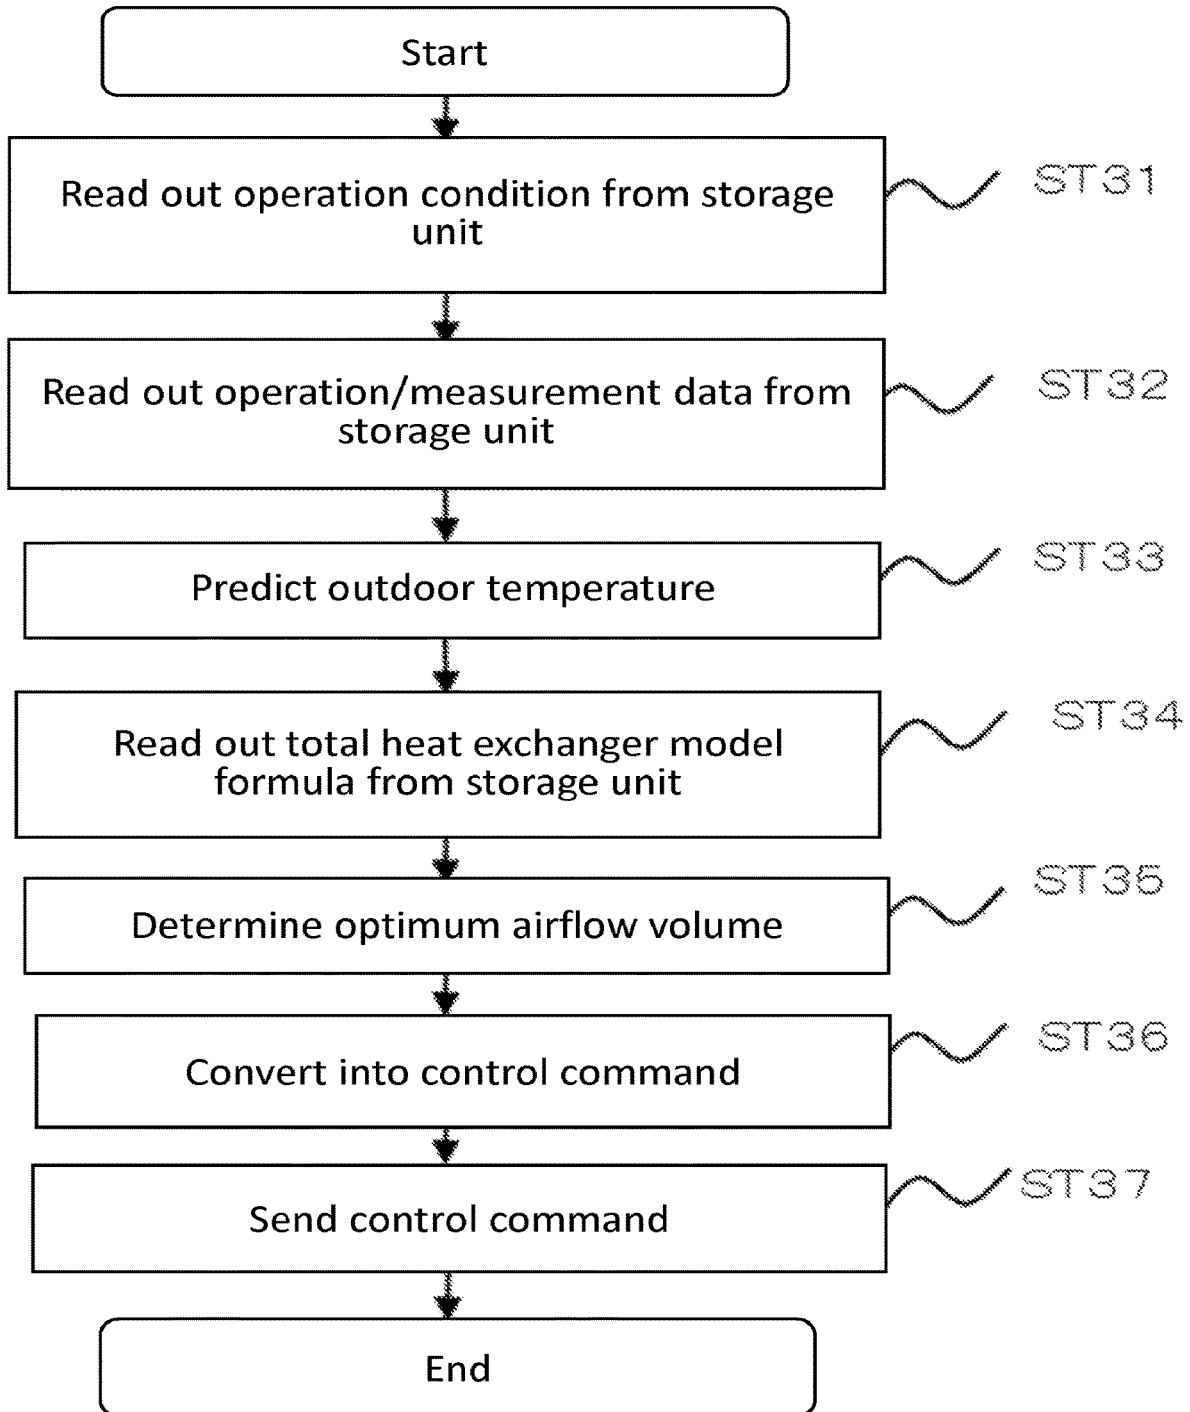 Start
Read out operation condition from storage
unit
ST31
Read out operation/measurement data from
storage unit
ST32
Predict outdoor temperature
ST33
Read out total heat exchanger model
formula from storage unit
ST34
Determine optimum airflow volume
ST35
Convert into control command
ST36
Send control command
ST37
End